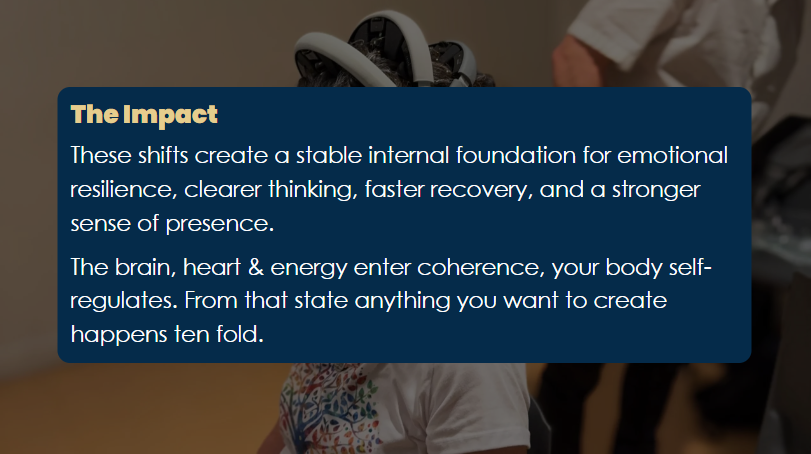 The Impact
These shifts create a stable internal foundation for emotional
resilience, clearer thinking, faster recovery, and a stronger
sense of presence.
The brain, heart & energy enter coherence, your body self-
regulates. From that state anything you want to create
happens ten fold.